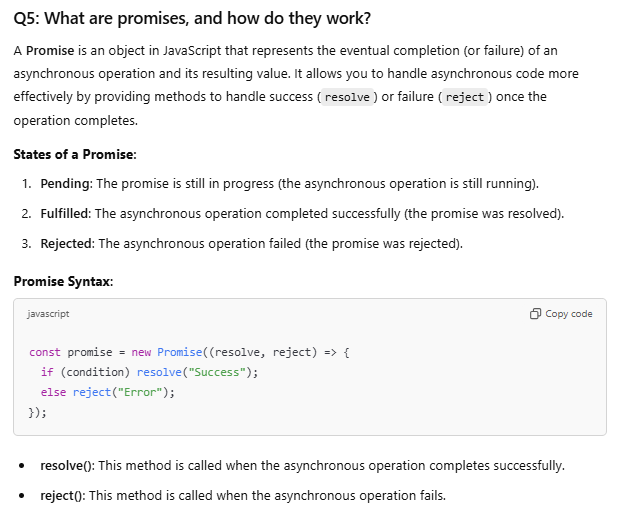 Q5: What are promises, and how do they work?
A Promise is an object in JavaScript that represents the eventual completion (or failure) of an
asynchronous operation and its resulting value. It allows you to handle asynchronous code more
effectively by providing methods to handle success ( resolve ) or failure ( reject ) once the
operation completes.
States of a Promise:
1. Pending: The promise is still in progress (the asynchronous operation is still running).
2. Fulfilled: The asynchronous operation completed successfully (the promise was resolved).
3. Rejected: The asynchronous operation failed (the promise was rejected).
Promise Syntax:
javascript Copy code
const promise = new Promise((resolve, reject) => {
  if (condition) resolve("Success");
  else reject("Error");
});
• resolve(): This method is called when the asynchronous operation completes successfully.
• reject(): This method is called when the asynchronous operation fails.